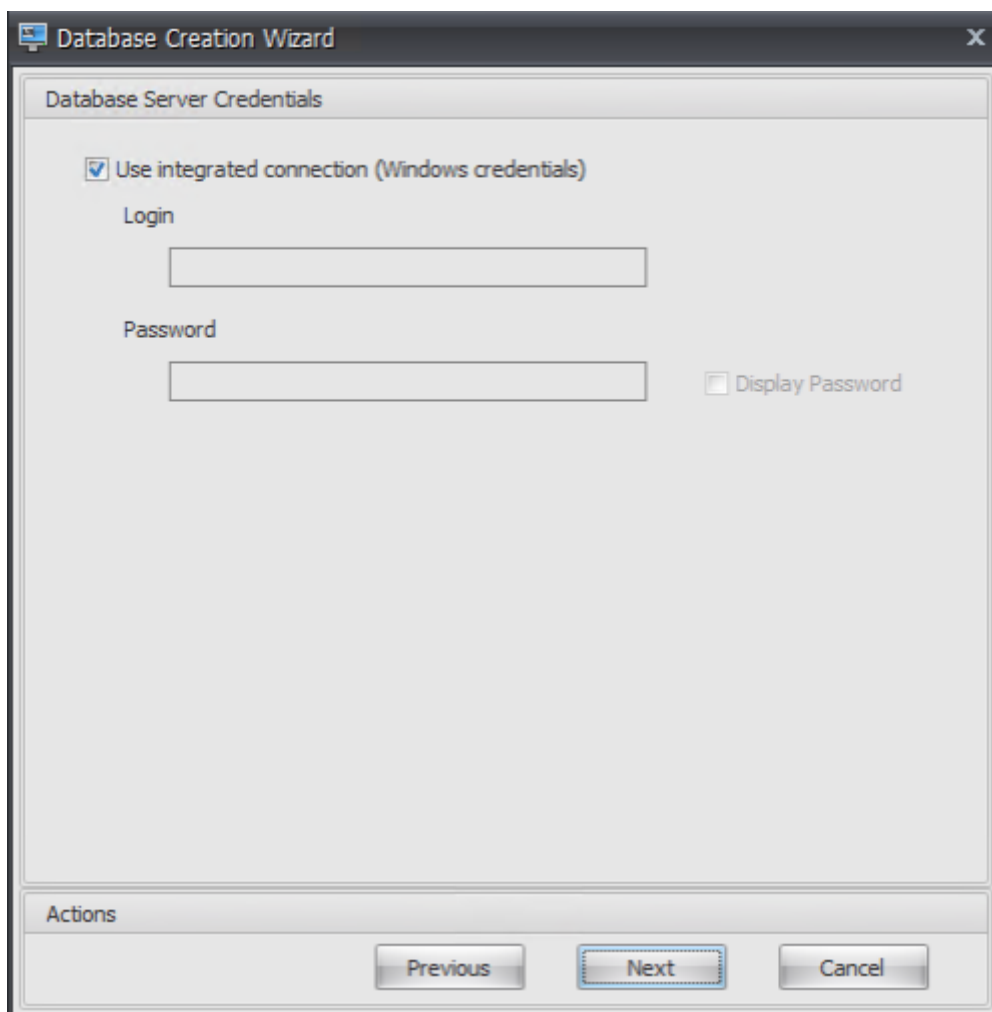 Database Creation Wizard
Database Server Credentials
Use integrated connection (Windows credentials)
Login
Password
Display Password
Actions
Previous Next Cancel